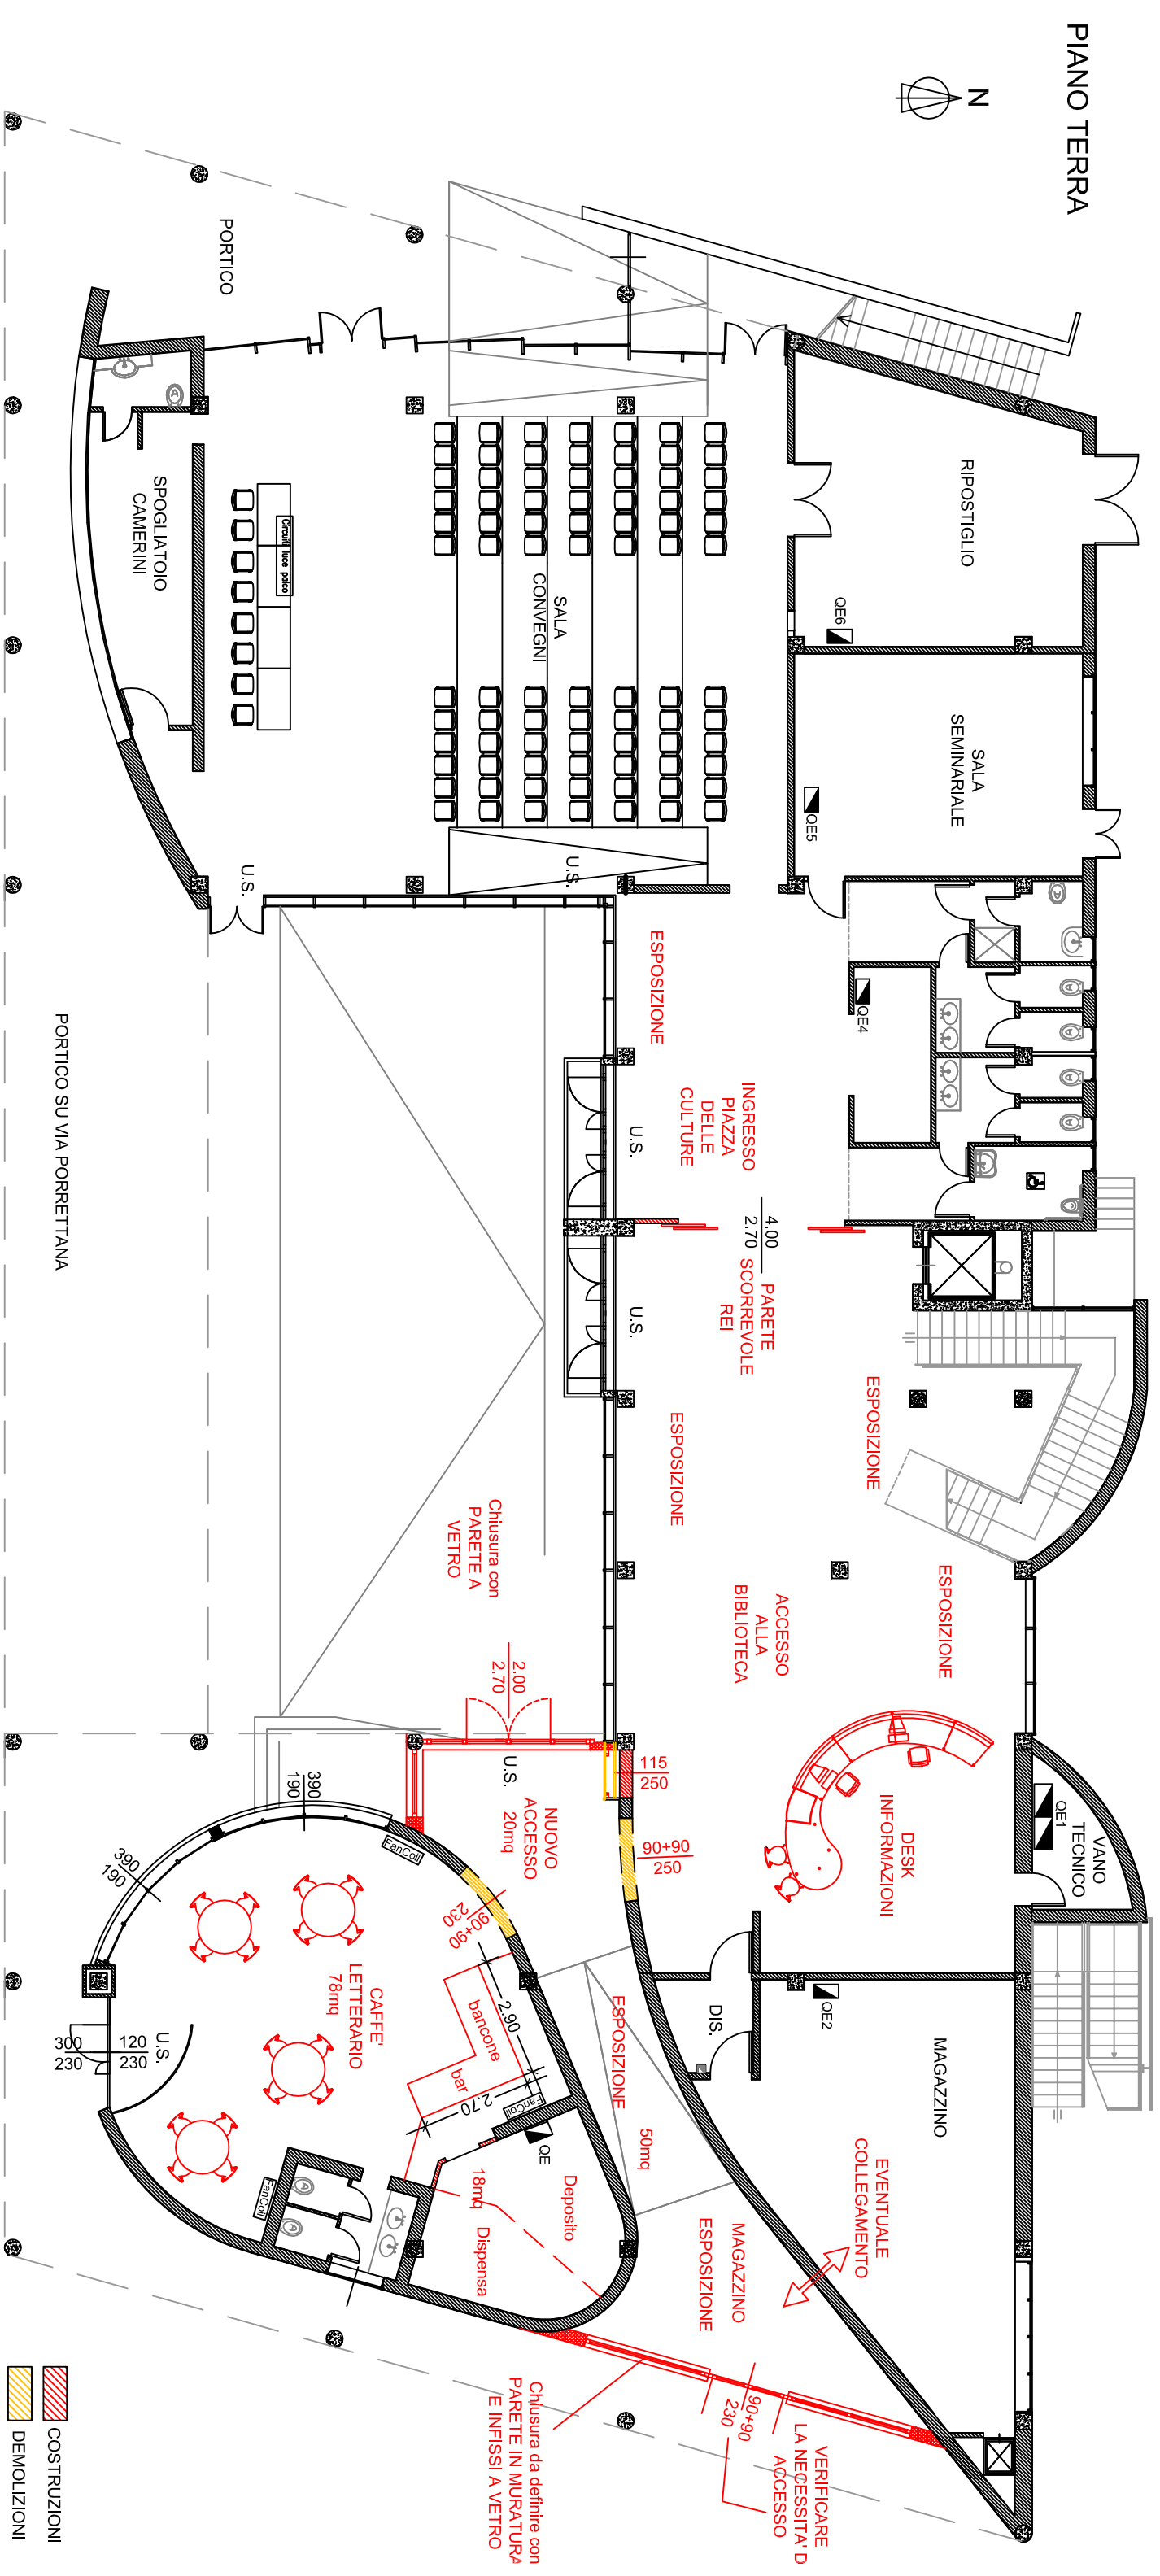 PIANO TERRA
N
PORTICO
RIPOSTIGLIO
QE6
SALA
SEMINARIALE
QE5
SPOGLIATOIO
CAMERINI
Circuiti luce palco
SALA
CONVEGNI
U.S.
U.S.
QE4
ESPOSIZIONE
INGRESSO
PIAZZA
DELLE
CULTURE
U.S.
4.00
2.70
PARETE
SCORREVOLE
REI
U.S.
ESPOSIZIONE
ESPOSIZIONE
ESPOSIZIONE
ACCESSO
ALLA
BIBLIOTECA
Chiusura con
PARETE A
VETRO
2.00
2.70
U.S.
PORTICO SU VIA PORRETTANA
115
250
90+90
250
NUOVO
ACCESSO
20mq
DESK
INFORMAZIONI
VANO
TECNICO
QE1
390
190
390
190
FanCoil
90+90
230
CAFFE'
LETTERARIO
78mq
2.90
bancone
bar
2.70
FanCoil
QE
U.S.
120
230
300
230
FanCoil
Deposito
18mq
Dispensa
ESPOSIZIONE
50mq
DIS.
QE2
MAGAZZINO
EVENTUALE
COLLEGAMENTO
MAGAZZINO
ESPOSIZIONE
90+90
230
VERIFICARE
LA NECESSITA' D
ACCESSO
Chiusura da definire con
PARETE IN MURATURA
E INFISSI A VETRO
COSTRUZIONI
DEMOLIZIONI